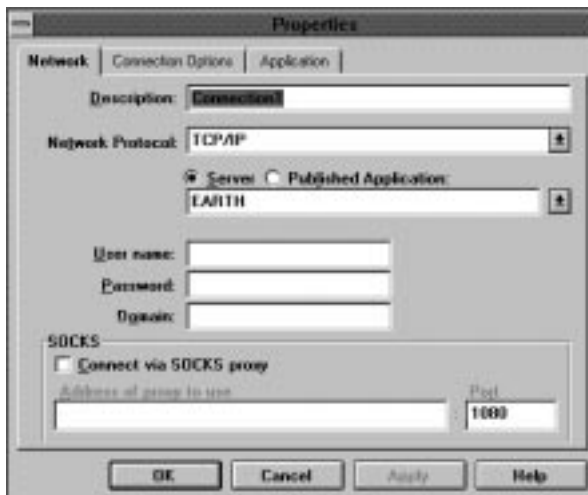 Properties
Network Connection Options Application
Description: Connection1
Network Protocol: TCP/IP
Server Published Application:
EARTH
User name:
Password:
Domain:
SOCKS
Connect via SOCKS proxy
Address of proxy to use Port
1080
OK Cancel Apply Help